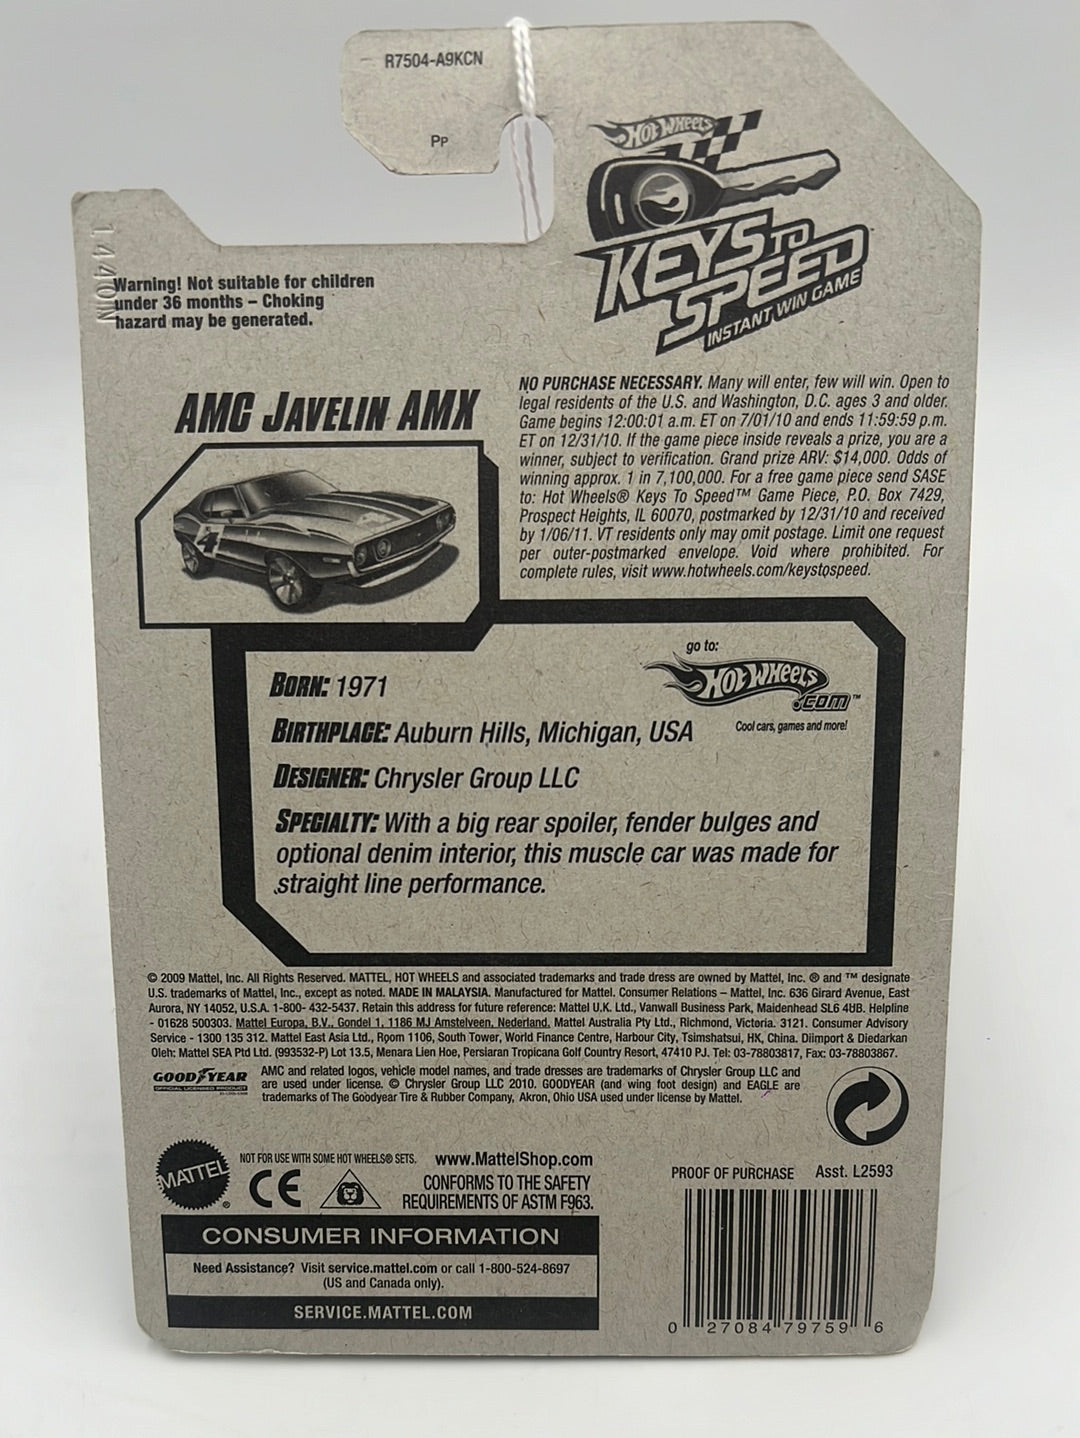 R7504-A9KCN
Pp
HOT WHEELS
KEYS TO
SPEED™
INSTANT WIN GAME
1440N
Warning! Not suitable for children
under 36 months – Choking
hazard may be generated.
NO PURCHASE NECESSARY. Many will enter, few will win. Open to
legal residents of the U.S. and Washington, D.C. ages 3 and older.
Game begins 12:00:01 a.m. ET on 7/01/10 and ends 11:59:59 p.m.
ET on 12/31/10. If the game piece inside reveals a prize, you are a
winner, subject to verification. Grand prize ARV: $14,000. Odds of
winning approx. 1 in 7,100,000. For a free game piece send SASE
to: Hot Wheels® Keys To Speed™ Game Piece, P.O. Box 7429,
Prospect Heights, IL 60070, postmarked by 12/31/10 and received
by 1/06/11. VT residents only may omit postage. Limit one request
per outer-postmarked envelope. Void where prohibited. For
complete rules, visit www.hotwheels.com/keystospeed.
AMC JAVELIN AMX
go to:
HOT WHEELS
.COM™
Cool cars, games and more!
BORN: 1971
BIRTHPLACE: Auburn Hills, Michigan, USA
DESIGNER: Chrysler Group LLC
SPECIALTY: With a big rear spoiler, fender bulges and
optional denim interior, this muscle car was made for
straight line performance.
© 2009 Mattel, Inc. All Rights Reserved. MATTEL, HOT WHEELS and associated trademarks and trade dress are owned by Mattel, Inc. ® and ™ designate
U.S. trademarks of Mattel, Inc., except as noted. MADE IN MALAYSIA. Manufactured for Mattel. Consumer Relations – Mattel, Inc. 636 Girard Avenue, East
Aurora, NY 14052, U.S.A. 1-800- 432-5437. Retain this address for future reference: Mattel U.K. Ltd., Vanwall Business Park, Maidenhead SL6 4UB. Helpline
- 01628 500303. Mattel Europa, B.V., Gondel 1, 1186 MJ Amstelveen, Nederland. Mattel Australia Pty Ltd., Richmond, Victoria. 3121. Consumer Advisory
Service - 1300 135 312. Mattel East Asia Ltd., Room 1106, South Tower, World Finance Centre, Harbour City, Tsimshatsui, HK, China. Diimport & Diedarkan
Oleh: Mattel SEA Ptd Ltd. (993532-P) Lot 13.5, Menara Lien Hoe, Persiaran Tropicana Golf Country Resort, 47410 PJ. Tel: 03-78803817, Fax: 03-78803867.
GOODYEAR
OFFICIAL LICENSED PRODUCT
AMC and related logos, vehicle model names, and trade dresses are trademarks of Chrysler Group LLC and
are used under license. © Chrysler Group LLC 2010. GOODYEAR (and wing foot design) and EAGLE are
trademarks of The Goodyear Tire & Rubber Company, Akron, Ohio USA used under license by Mattel.
MATTEL®
NOT FOR USE WITH SOME HOT WHEELS® SETS. www.MattelShop.com
CE
CONFORMS TO THE SAFETY
REQUIREMENTS OF ASTM F963.
PROOF OF PURCHASE Asst. L2593
CONSUMER INFORMATION
Need Assistance? Visit service.mattel.com or call 1-800-524-8697
(US and Canada only).
SERVICE.MATTEL.COM
0 27084 79759 6